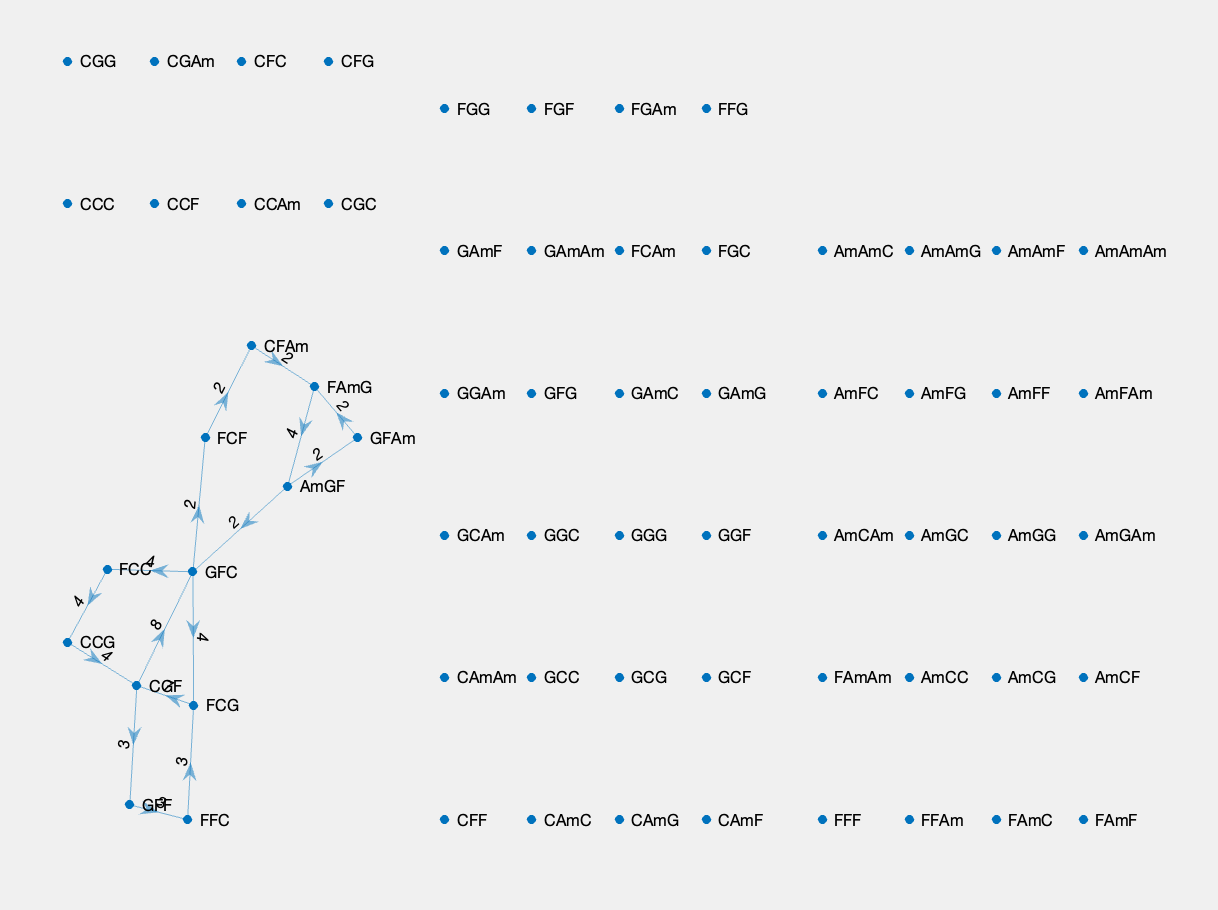 CGG CGAm CFC CFG
FGG FGF FGAm FFG
CCC CCF CCAm CGC
GAmF GAmAm FCAm FGC AmAmC AmAmG AmAmF AmAmAm
CFAm
2
FAmG
2
GGAm GFG GAmC GAmG AmFC AmFG AmFF AmFAm
2
4
FCF GFAm
2
AmGF
2
2
GCAm GGC GGG GGF AmCAm AmGC AmGG AmGAm
4
FCC GFC
4
8
4
CCG
4
CAmAm GCC GCG GCF FAmAm AmCC AmCG AmCF
CGF
FCG
3
3
GFF
3
FFC CFF CAmC CAmG CAmF FFF FFAm FAmC FAmF